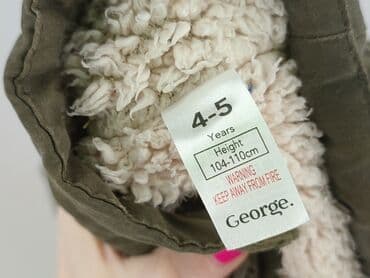 4-5
Years
Height
104-110cm
WARNING
KEEP AWAY FROM FIRE
George.